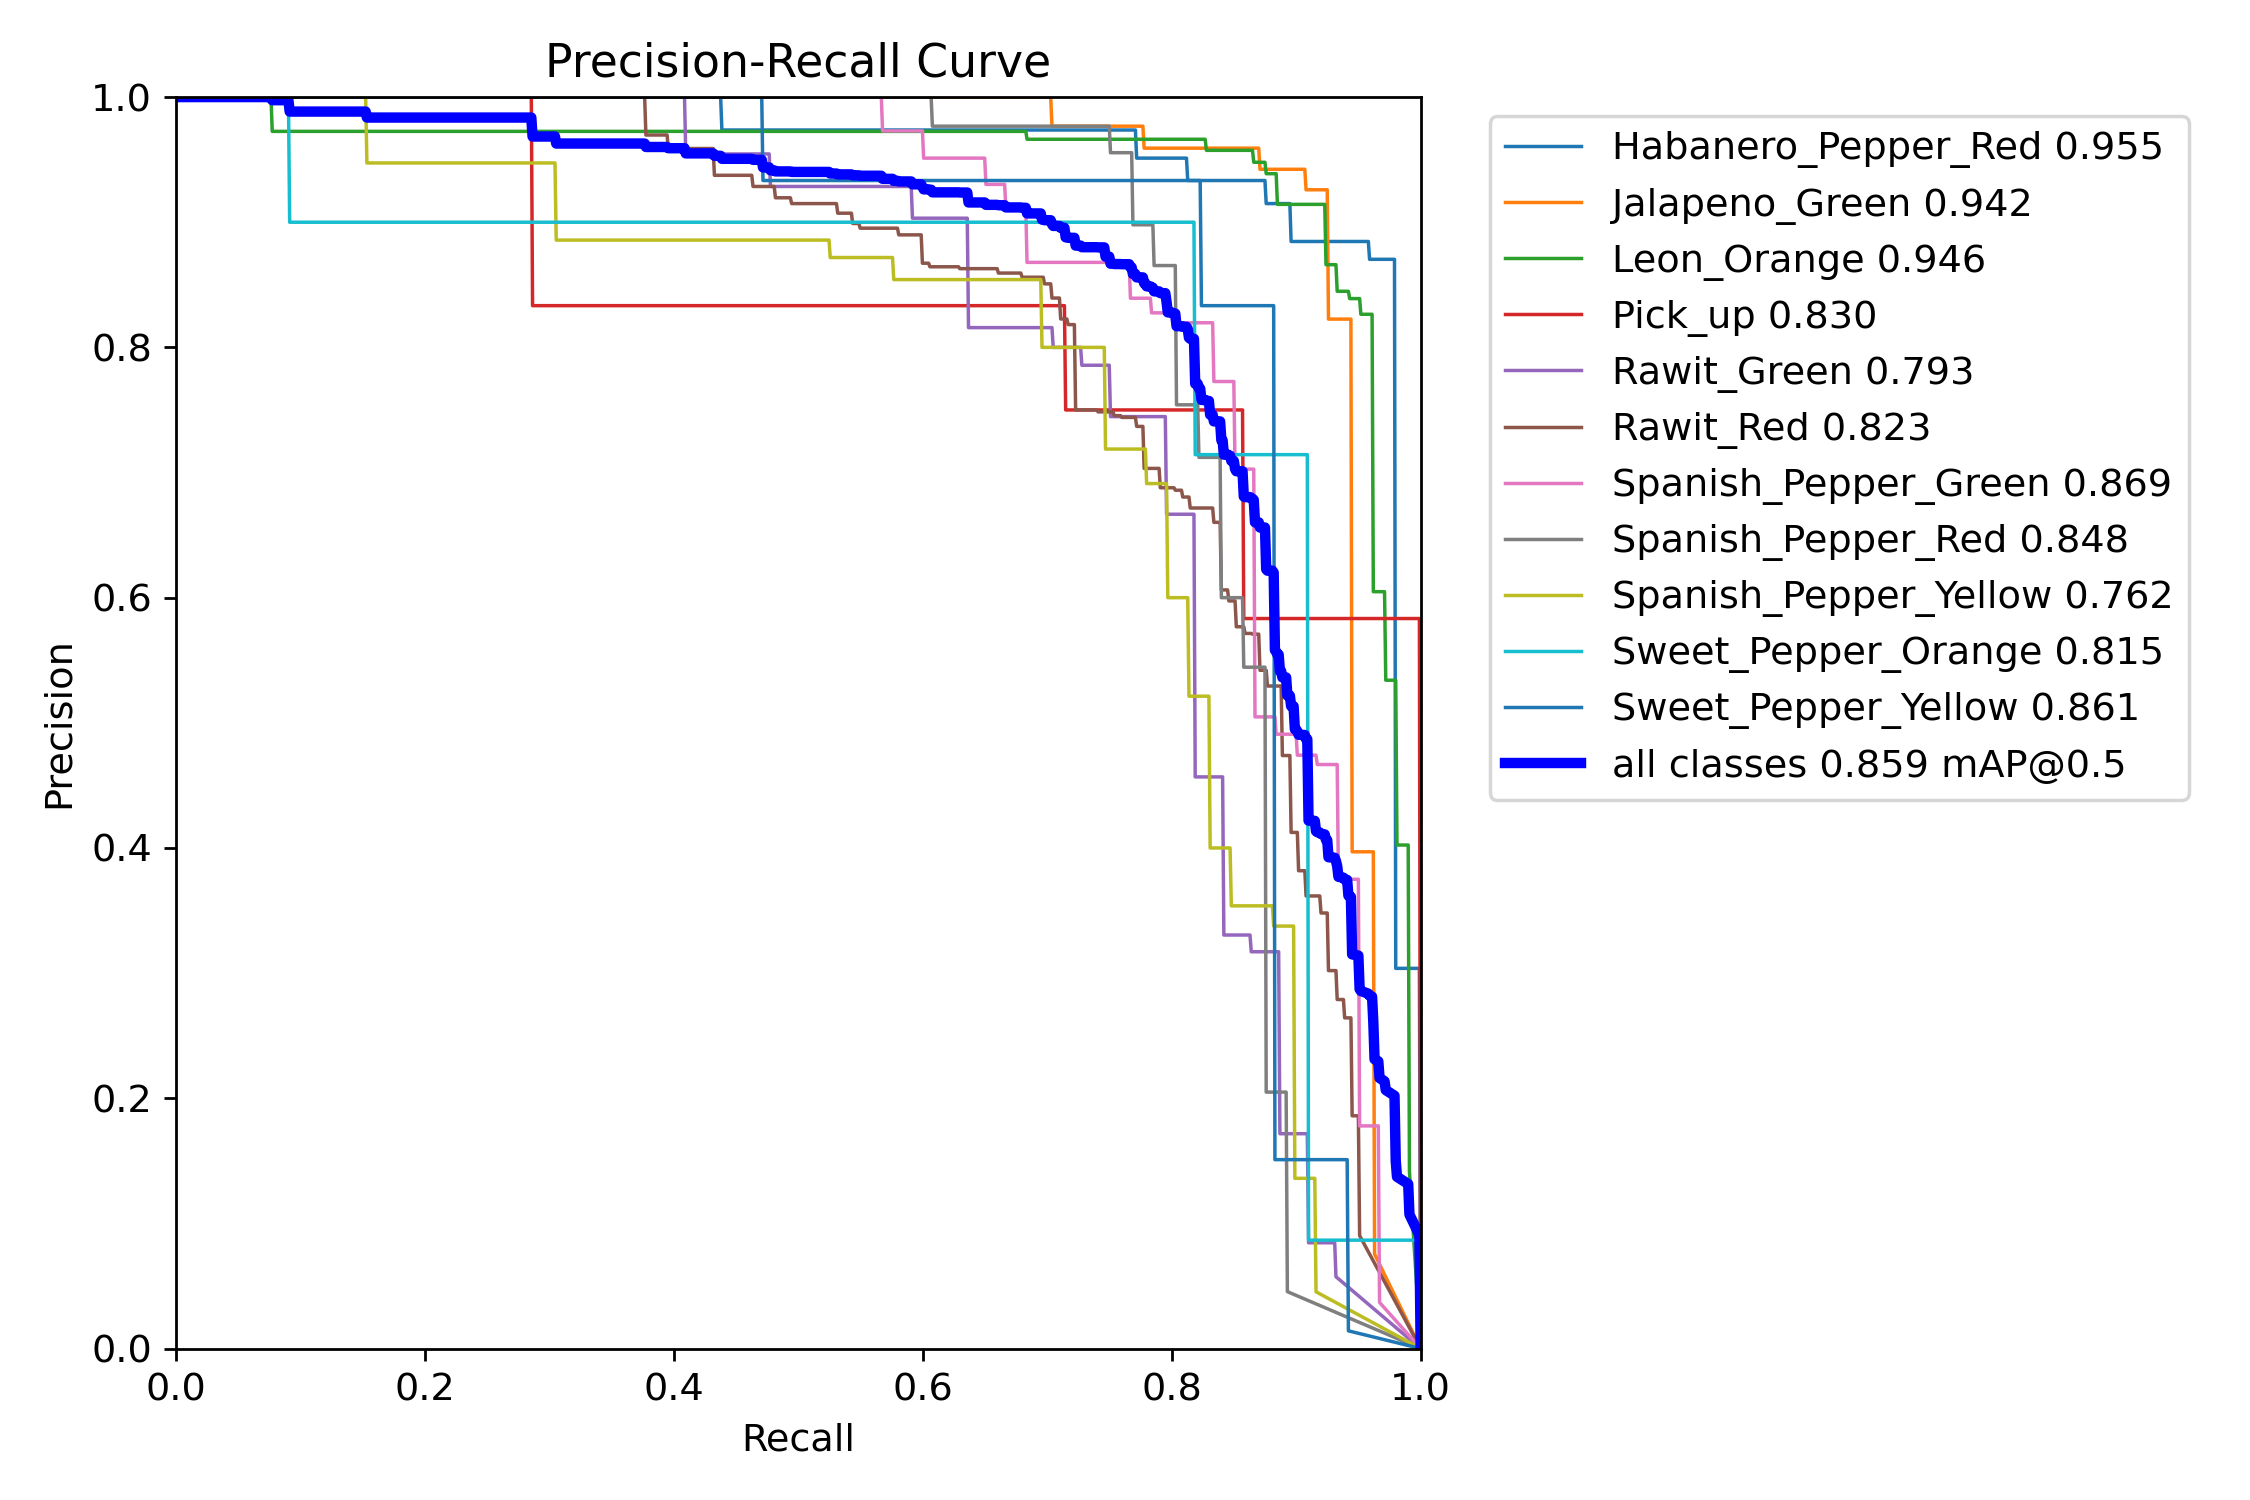 Precision-Recall Curve
1.0
0.8
0.6
0.4
0.2
0.0
Precision
0.0 0.2 0.4 0.6 0.8 1.0
Recall
Habanero_Pepper_Red 0.955
Jalapeno_Green 0.942
Leon_Orange 0.946
Pick_up 0.830
Rawit_Green 0.793
Rawit_Red 0.823
Spanish_Pepper_Green 0.869
Spanish_Pepper_Red 0.848
Spanish_Pepper_Yellow 0.762
Sweet_Pepper_Orange 0.815
Sweet_Pepper_Yellow 0.861
all classes 0.859 mAP@0.5